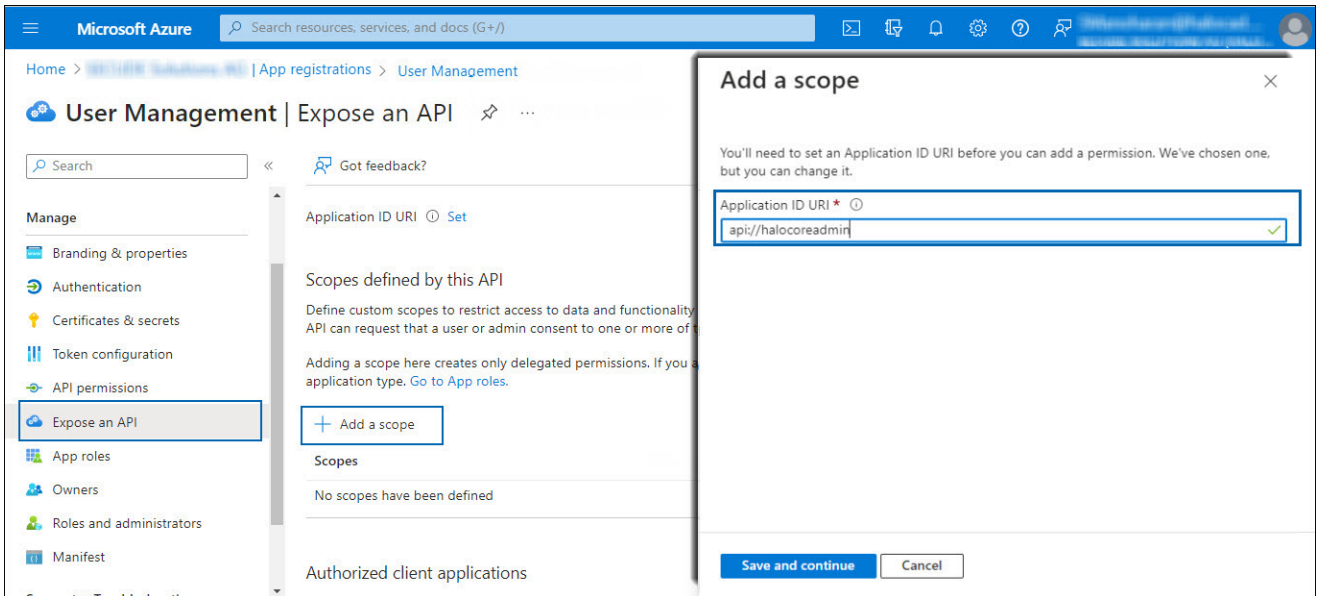 Microsoft Azure
Search resources, services, and docs (G+/)
Home > | App registrations > User Management
User Management | Expose an API
Search
Got feedback?
Manage
Branding & properties
Authentication
Certificates & secrets
Token configuration
API permissions
Expose an API
App roles
Owners
Roles and administrators
Manifest
Application ID URI Set
Scopes defined by this API
Define custom scopes to restrict access to data and functionality
API can request that a user or admin consent to one or more of
Adding a scope here creates only delegated permissions. If you
application type. Go to App roles.
Add a scope
Scopes
No scopes have been defined
Authorized client applications
Add a scope
You'll need to set an Application ID URI before you can add a permission. We've chosen one,
but you can change it.
Application ID URI *
api://halocoreadmin
Save and continue
Cancel